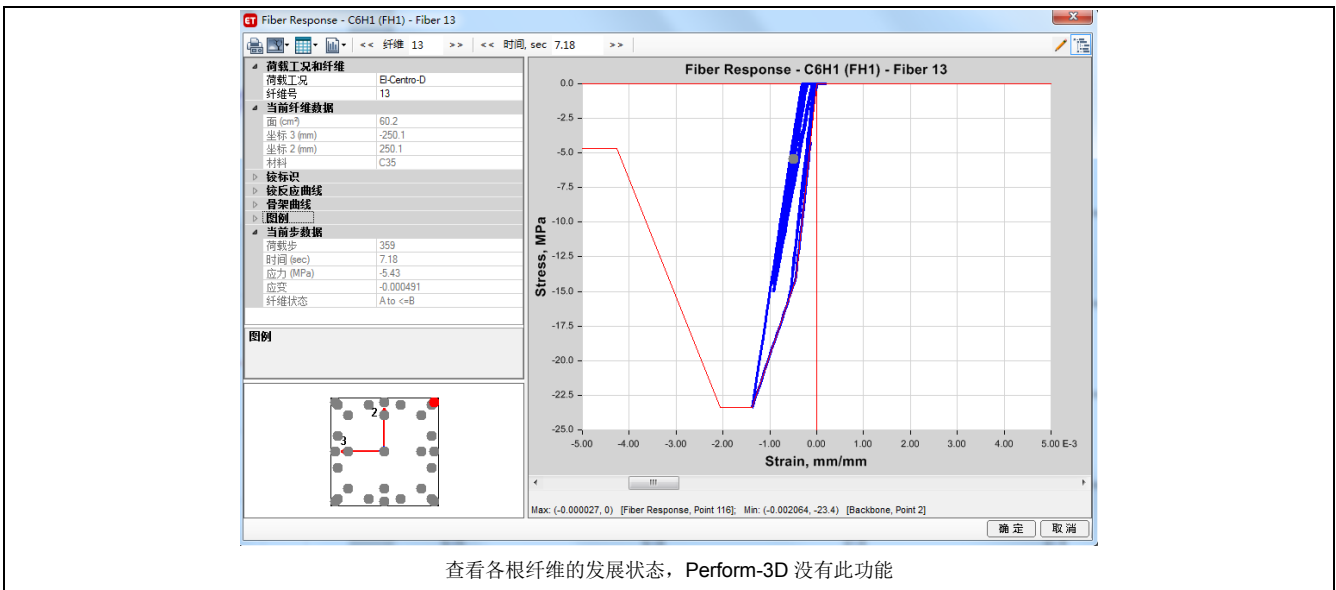 Fiber Response - C6H1 (FH1) - Fiber 13
<< 纤维 13 >> << 时间, sec 7.18 >>
荷载工况和纤维
荷载工况 El-Centro-D
纤维号 13
当前纤维数据
面 (cm²) 60.2
坐标 3 (mm) -250.1
坐标 2 (mm) 250.1
材料 C35
铰标识
铰反应曲线
骨架曲线
图例
当前步数据
荷载步 359
时间 (sec) 7.18
应力 (MPa) -5.43
应变 -0.000491
纤维状态 A to <=B
图例
2
3
Fiber Response - C6H1 (FH1) - Fiber 13
0.0
-2.5
-5.0
-7.5
-10.0
-12.5
-15.0
-17.5
-20.0
-22.5
-25.0
Stress, MPa
-5.00 -4.00 -3.00 -2.00 -1.00 0.00 1.00 2.00 3.00 4.00 5.00 E-3
Strain, mm/mm
Max: (-0.000027, 0) [Fiber Response, Point 116]; Min: (-0.002064, -23.4) [Backbone, Point 2]
确定 取消
查看各根纤维的发展状态，Perform-3D 没有此功能